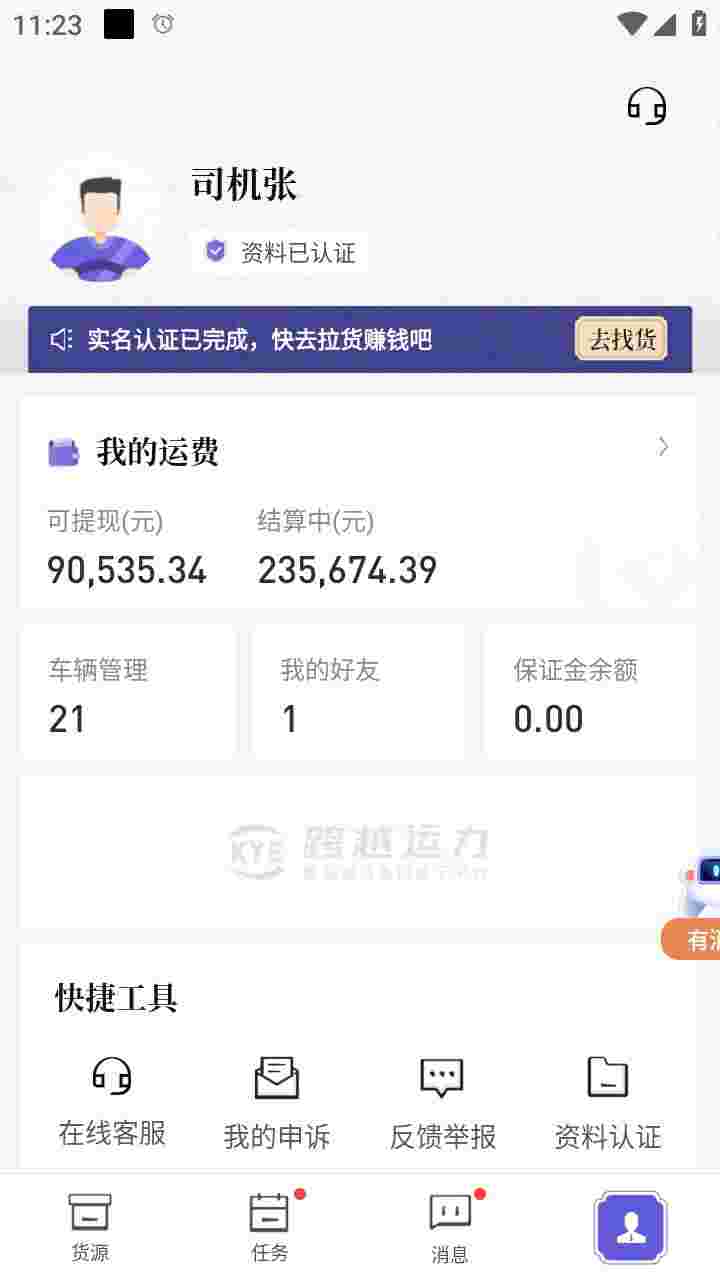 11:23
司机张
资料已认证
实名认证已完成，快去拉货赚钱吧
去找货
我的运费
可提现(元)
结算中(元)
90,535.34
235,674.39
车辆管理
我的好友
保证金余额
21
1
0.00
KYE 跨越运力
快捷工具
在线客服
我的申诉
反馈举报
资料认证
货源
任务
消息